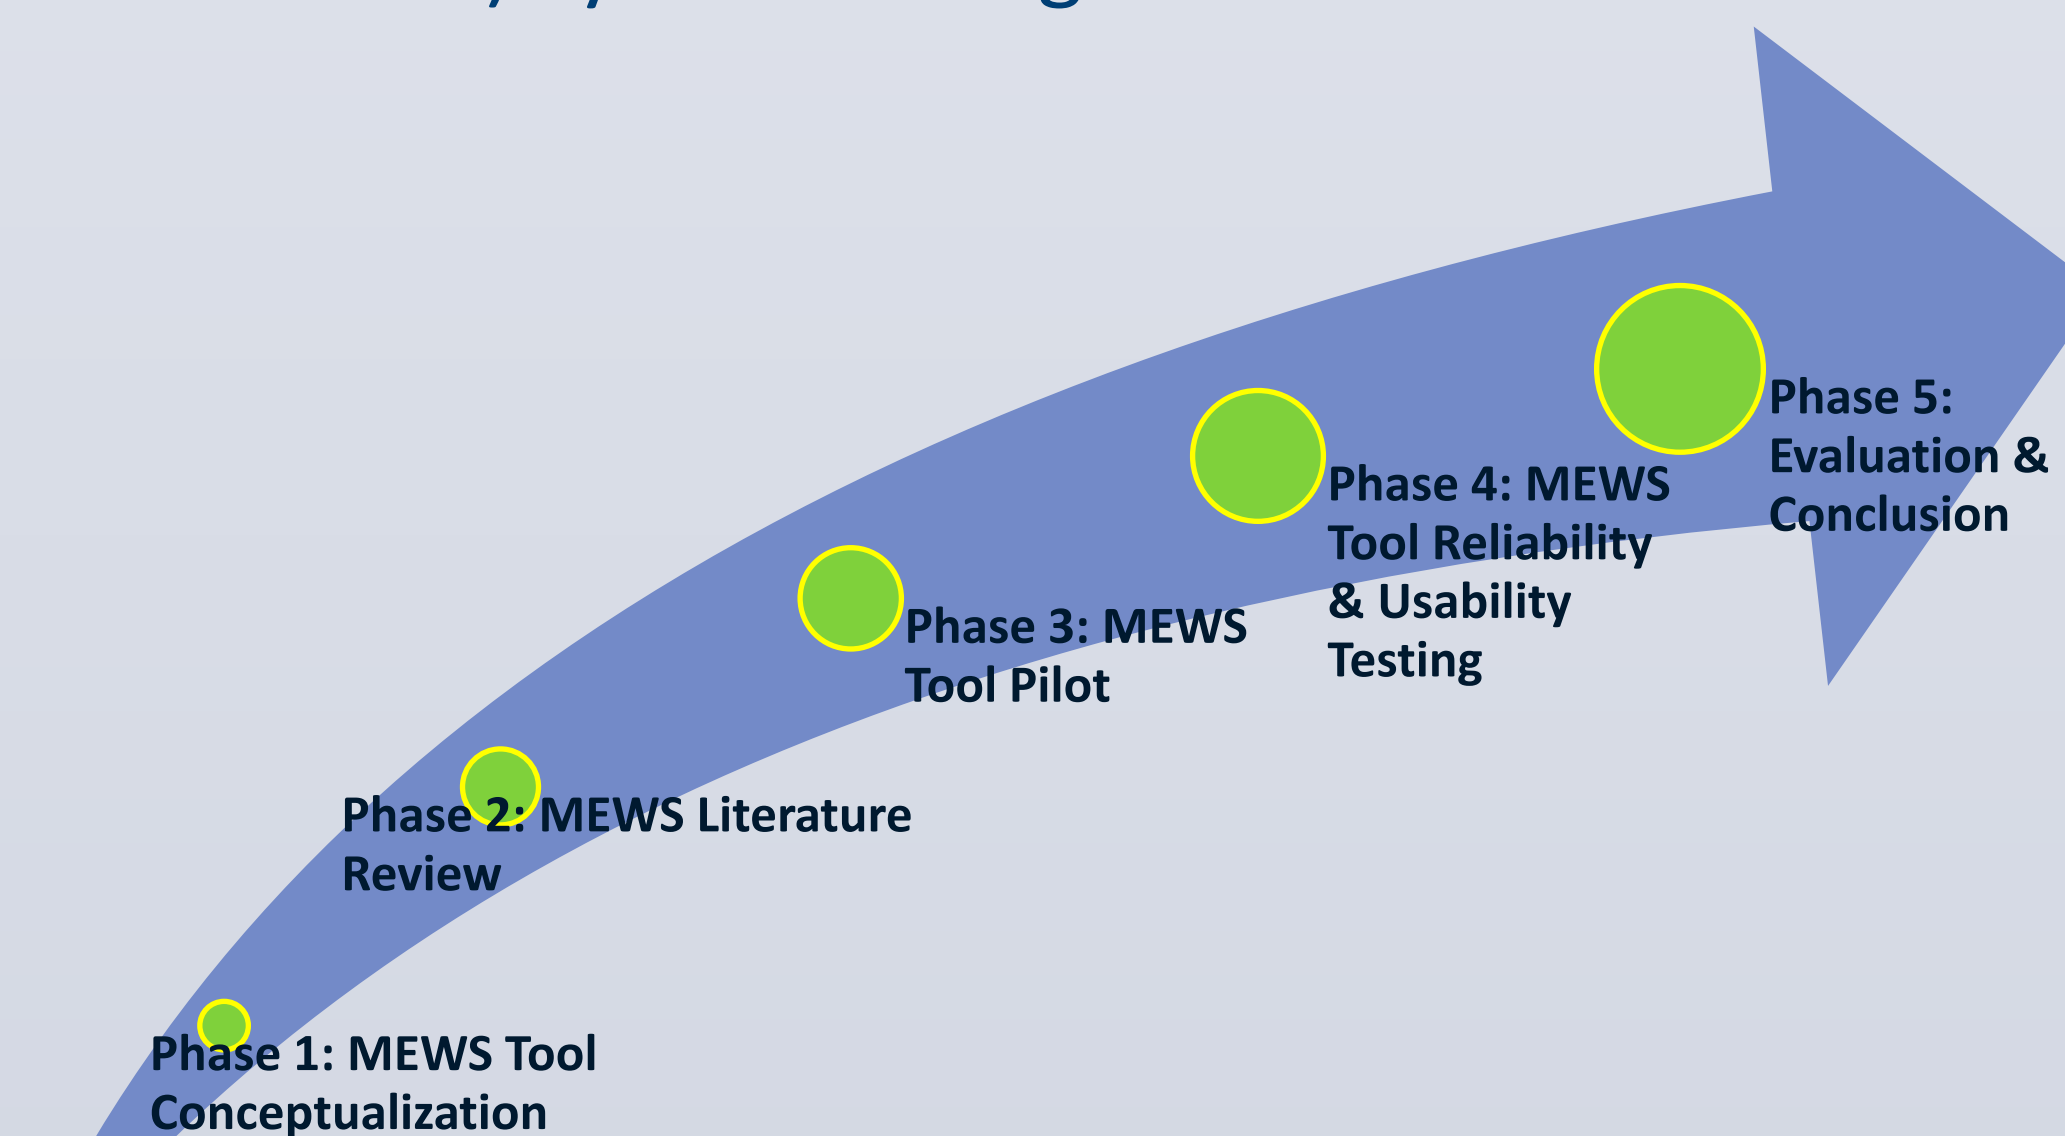 Phase 5:
Evaluation &
Conclusion
Phase 4: MEWS
Tool Reliability
& Usability
Testing
Phase 3: MEWS
Tool Pilot
Phase 2: MEWS Literature
Review
Phase 1: MEWS Tool
Conceptualization